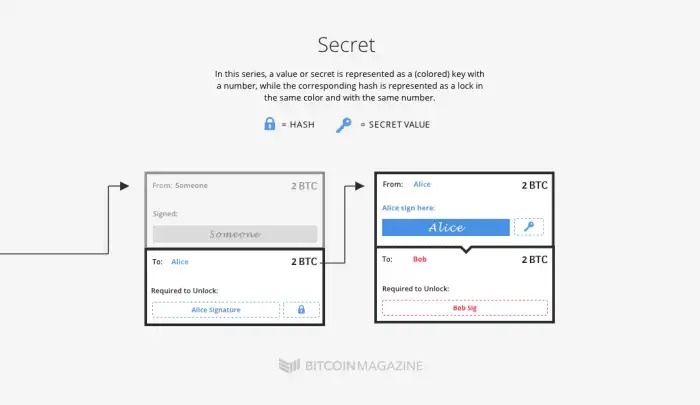 Secret
In this series, a value or secret is represented as a (colored) key with
a number, while the corresponding hash is represented as a lock in
the same color and with the same number.
= HASH
= SECRET VALUE
From: Someone 2 BTC
Signed:
Someone
To: Alice 2 BTC
Required to Unlock:
Alice Signature
From: Alice 2 BTC
Alice sign here:
Alice
To: Bob 2 BTC
Required to Unlock:
Bob Sig
BITCOINMAGAZINE